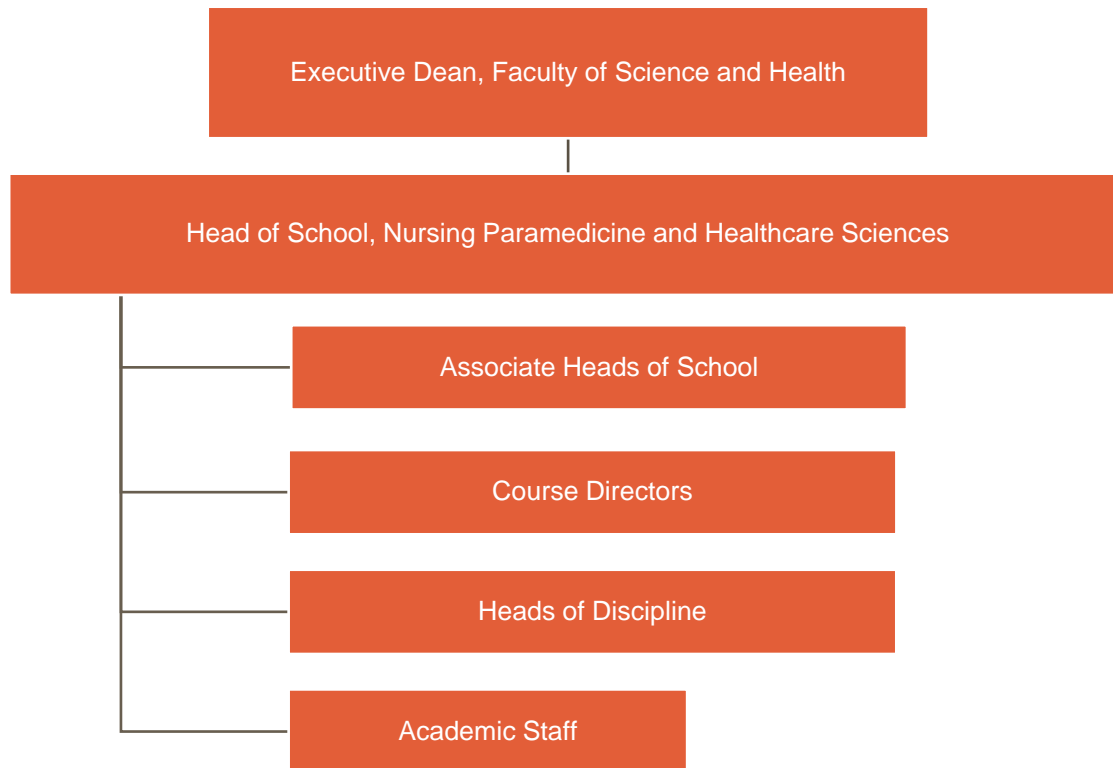 Executive Dean, Faculty of Science and Health
Head of School, Nursing Paramedicine and Healthcare Sciences
Associate Heads of School
Course Directors
Heads of Discipline
Academic Staff